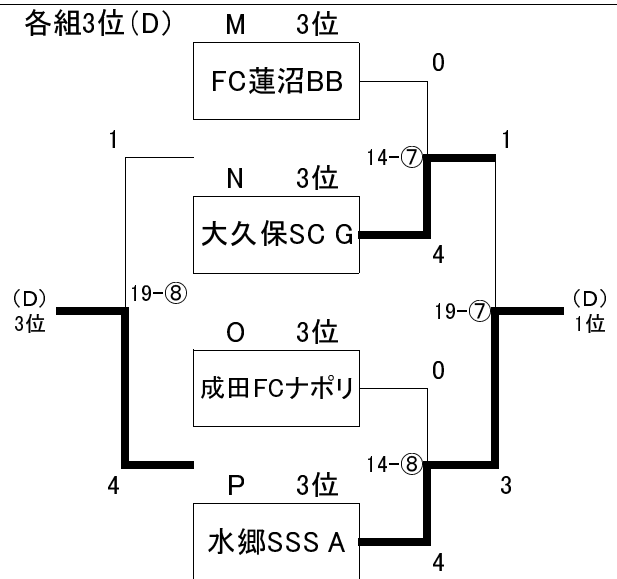 各組3位(D)
M 3位
0
FC蓮沼BB
1
14-⑦
1
N 3位
大久保SC G
4
(D)
3位
19-⑧
19-⑦
(D)
1位
O 3位
0
成田FCナポリ
14-⑧
4
P 3位
3
水郷SSS A
4